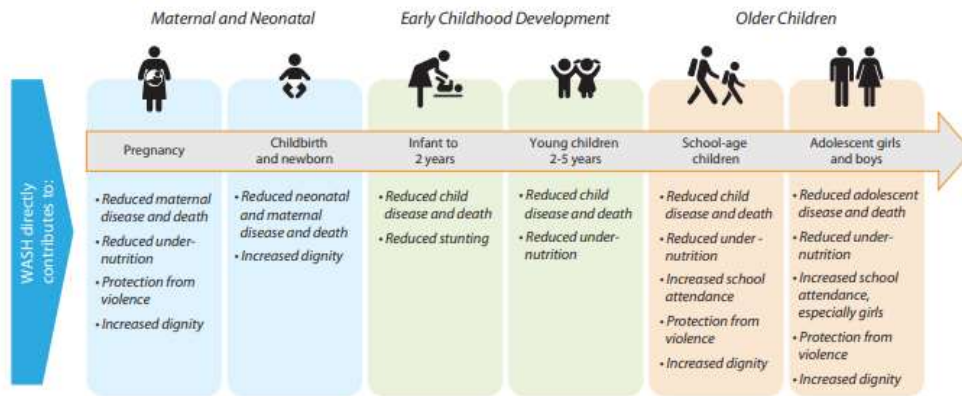 Maternal and Neonatal
Early Childhood Development
Older Children
WASH directly
contributes to:
Pregnancy
Childbirth
and newborn
Infant to
2 years
Young children
2-5 years
School-age
children
Adolescent girls
and boys
• Reduced maternal
disease and death
• Reduced under-
nutrition
• Protection from
violence
• Increased dignity
• Reduced neonatal
and maternal
disease and death
• Increased dignity
• Reduced child
disease and death
• Reduced stunting
• Reduced child
disease and death
• Reduced under-
nutrition
• Reduced child
disease and death
• Reduced under -
nutrition
• Increased school
attendance
• Protection from
violence
• Increased dignity
• Reduced adolescent
disease and death
• Reduced under-
nutrition
• Increased school
attendance,
especially girls
• Protection from
violence
• Increased dignity